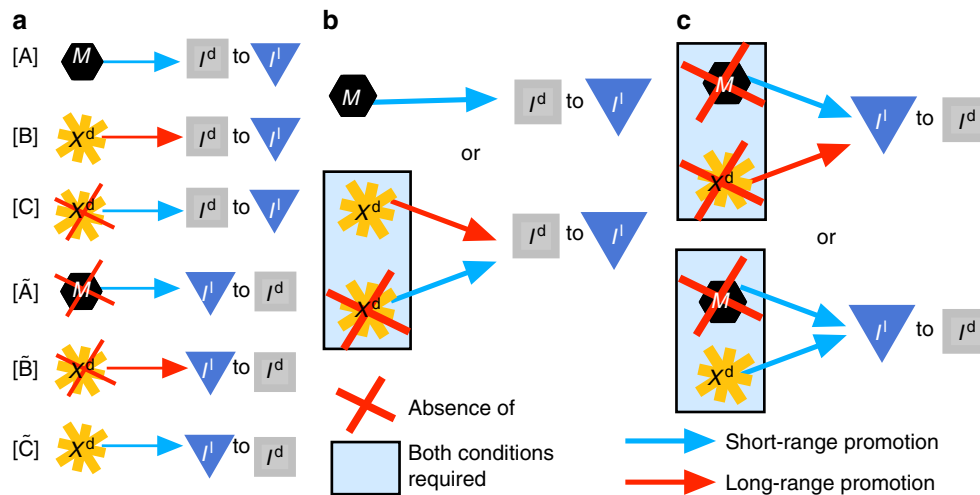 a
[A] M Iᵈ to Iˡ
[B] Xᵈ Iᵈ to Iˡ
[C] Xᵈ Iᵈ to Iˡ
[Ã] M Iˡ to Iᵈ
[B̃] Xᵈ Iˡ to Iᵈ
[C̃] Xᵈ Iˡ to Iᵈ
b
M Iᵈ to Iˡ
or
Xᵈ
Iᵈ to Iˡ
Xᵈ
Absence of
Both conditions
required
c
M
Iˡ to Iᵈ
Xᵈ
or
M
Iˡ to Iᵈ
Xᵈ
Short-range promotion
Long-range promotion